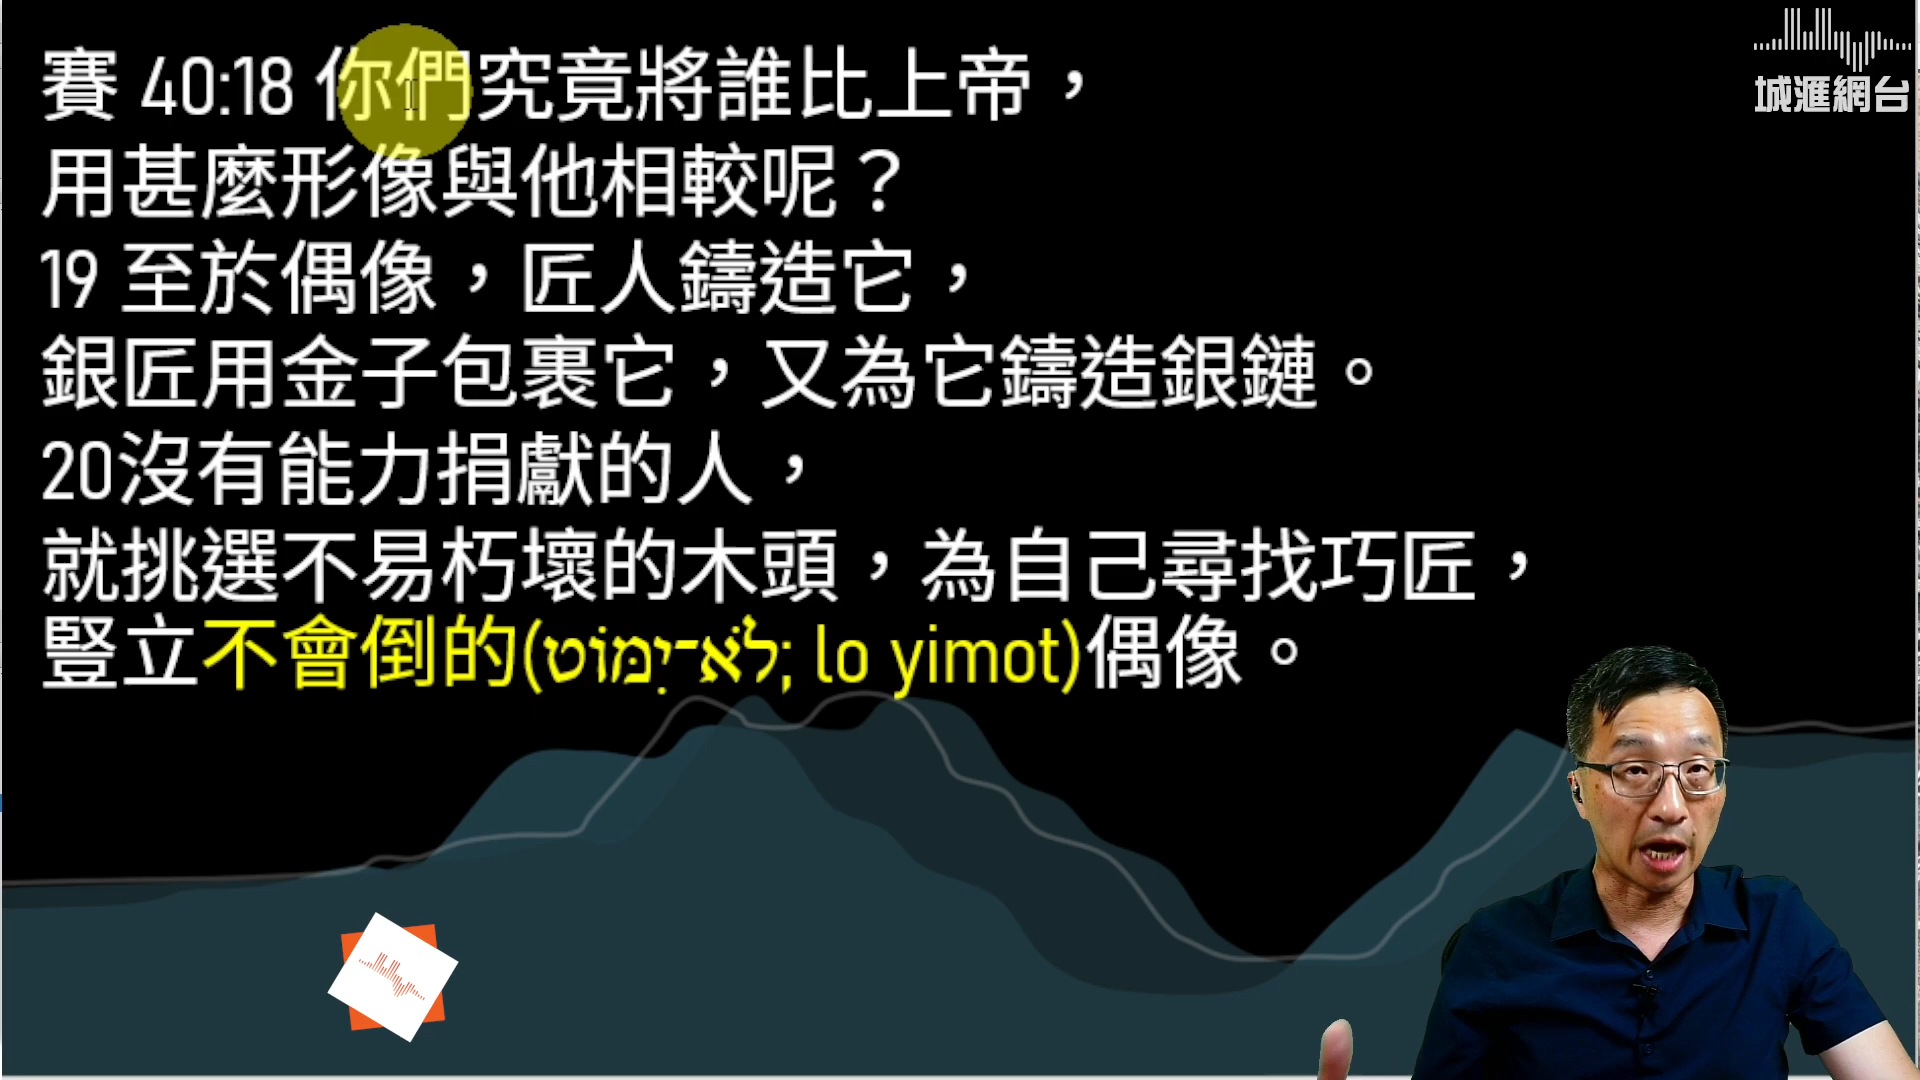 賽 40:18 你們究竟將誰比上帝，
用甚麼形像與他相較呢？
19 至於偶像，匠人鑄造它，
銀匠用金子包裹它，又為它鑄造銀鏈。
20沒有能力捐獻的人，
就挑選不易朽壞的木頭，為自己尋找巧匠，
豎立不會倒的(לֹא־יִמּוֹט; lo yimot)偶像。
城滙網台